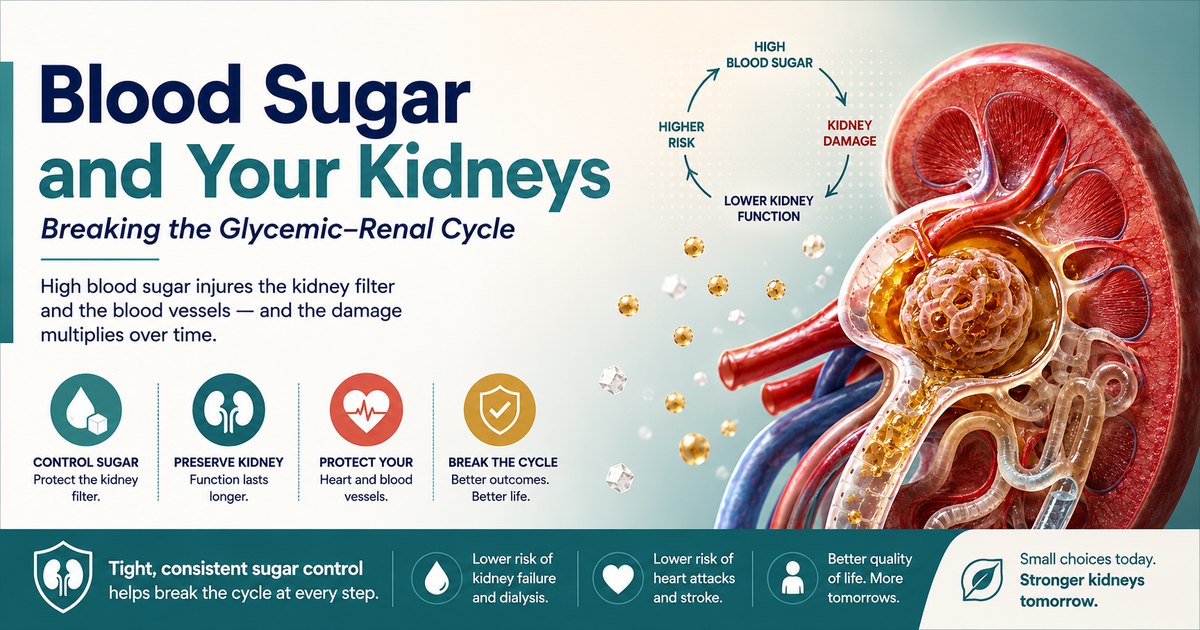 Blood Sugar
and Your Kidneys
Breaking the Glycemic–Renal Cycle
High blood sugar injures the kidney filter
and the blood vessels — and the damage
multiplies over time.
HIGH
BLOOD SUGAR
KIDNEY
DAMAGE
LOWER KIDNEY
FUNCTION
HIGHER
RISK
CONTROL SUGAR
Protect the kidney
filter.
PRESERVE KIDNEY
Function lasts
longer.
PROTECT YOUR
Heart and blood
vessels.
BREAK THE CYCLE
Better outcomes.
Better life.
Tight, consistent sugar control
helps break the cycle at every step.
Lower risk of
kidney failure
and dialysis.
Lower risk of
heart attacks
and stroke.
Better quality
of life. More
tomorrows.
Small choices today.
Stronger kidneys
tomorrow.